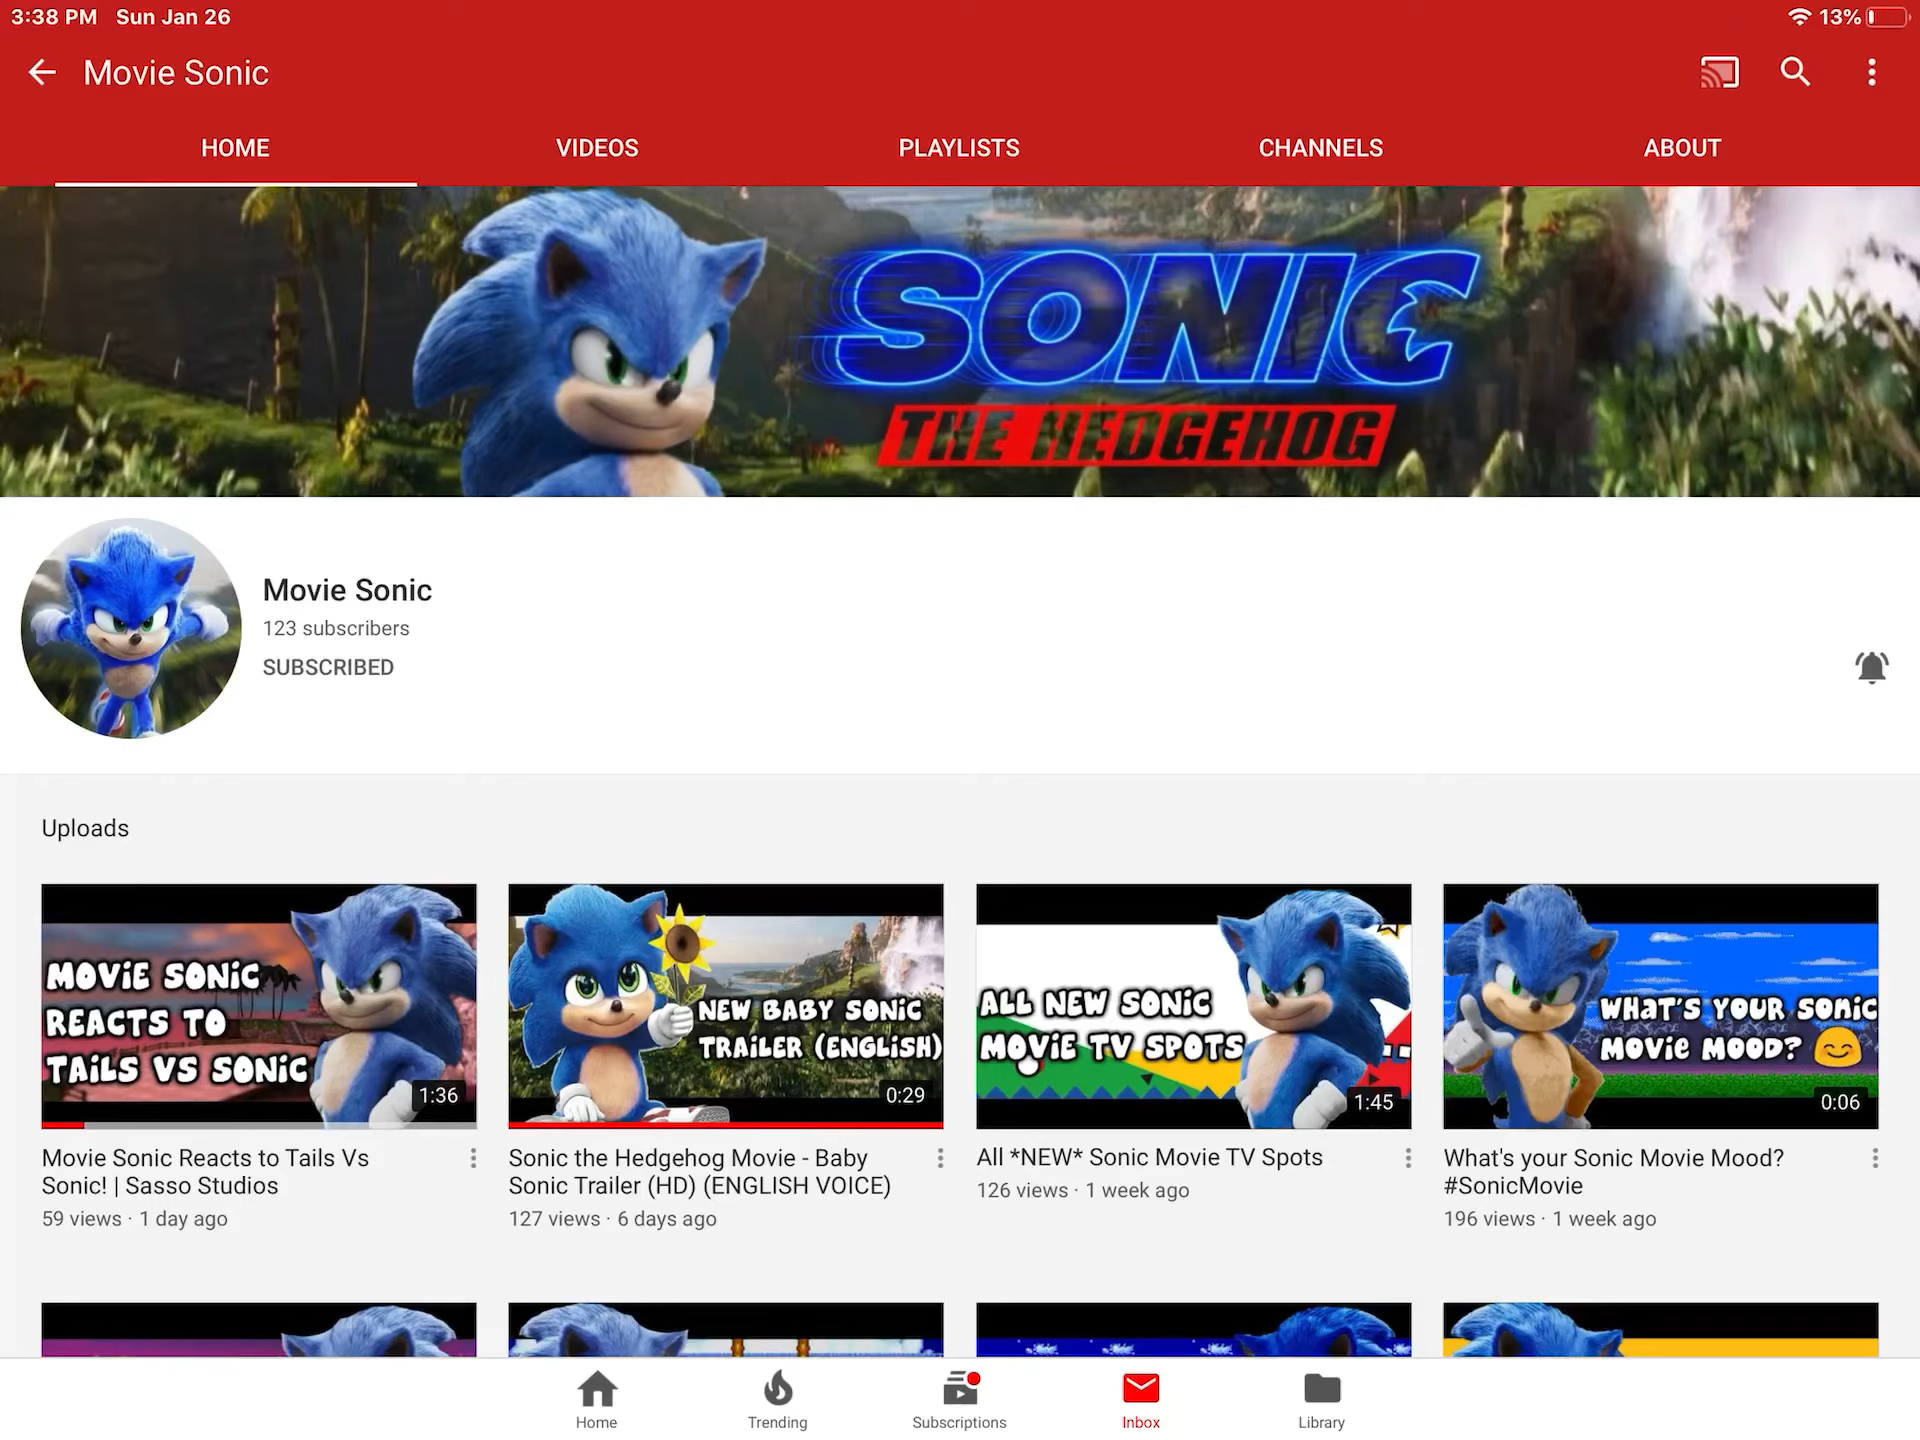 3:38 PM Sun Jan 26
13%
Movie Sonic
HOME VIDEOS PLAYLISTS CHANNELS ABOUT
SONIC
THE HEDGEHOG
Movie Sonic
123 subscribers
SUBSCRIBED
Uploads
MOVIE SONIC
REACTS TO
TAILS VS SONIC
1:36
NEW BABY SONIC
TRAILER (ENGLISH)
0:29
ALL NEW SONIC
MOVIE TV SPOTS
1:45
WHAT'S YOUR SONIC
MOVIE MOOD? 😊
0:06
Movie Sonic Reacts to Tails Vs
Sonic! | Sasso Studios
59 views · 1 day ago
Sonic the Hedgehog Movie - Baby
Sonic Trailer (HD) (ENGLISH VOICE)
127 views · 6 days ago
All *NEW* Sonic Movie TV Spots
126 views · 1 week ago
What's your Sonic Movie Mood?
#SonicMovie
196 views · 1 week ago
Home Trending Subscriptions Inbox Library